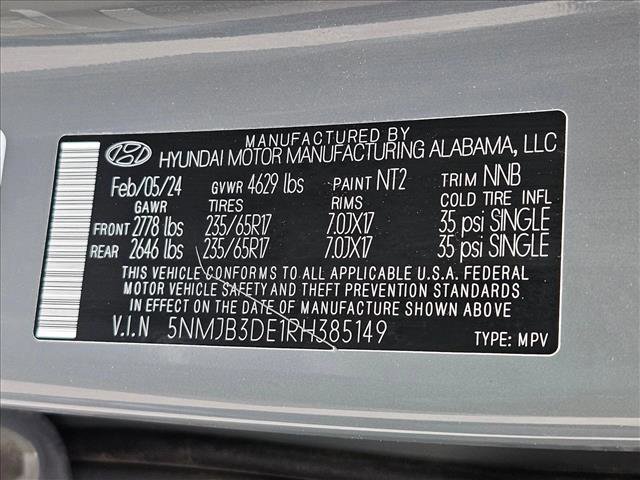 MANUFACTURED BY
HYUNDAI MOTOR MANUFACTURING ALABAMA, LLC
Feb/05/24 GVWR 4629 lbs PAINT NT2 TRIM NNB
GAWR TIRES RIMS COLD TIRE INFL
FRONT 2778 lbs 235/65R17 7.0JX17 35 psi SINGLE
REAR 2646 lbs 235/65R17 7.0JX17 35 psi SINGLE
THIS VEHICLE CONFORMS TO ALL APPLICABLE U.S.A. FEDERAL
MOTOR VEHICLE SAFETY AND THEFT PREVENTION STANDARDS.
IN EFFECT ON THE DATE OF MANUFACTURE SHOWN ABOVE
V.I.N 5NMJB3DE1RH385149 TYPE: MPV